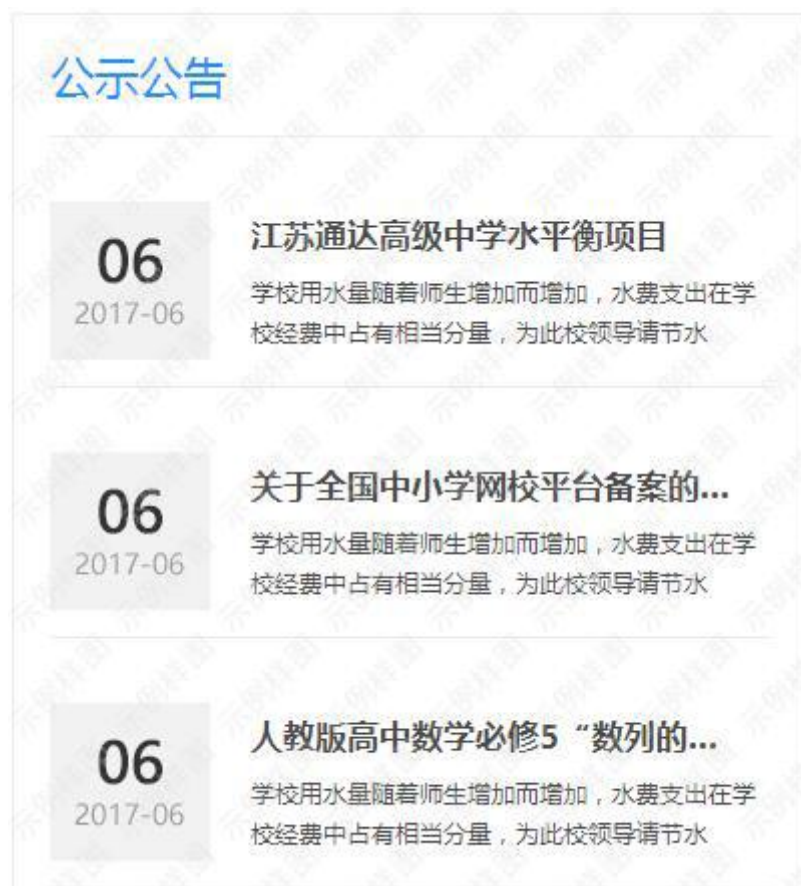 公示公告
06
2017-06
江苏通达高级中学水平衡项目
学校用水量随着师生增加而增加，水费支出在学
校经费中占有相当分量，为此校领导请节水
06
2017-06
关于全国中小学网校平台备案的...
学校用水量随着师生增加而增加，水费支出在学
校经费中占有相当分量，为此校领导请节水
06
2017-06
人教版高中数学必修5“数列的...
学校用水量随着师生增加而增加，水费支出在学
校经费中占有相当分量，为此校领导请节水
示例样图